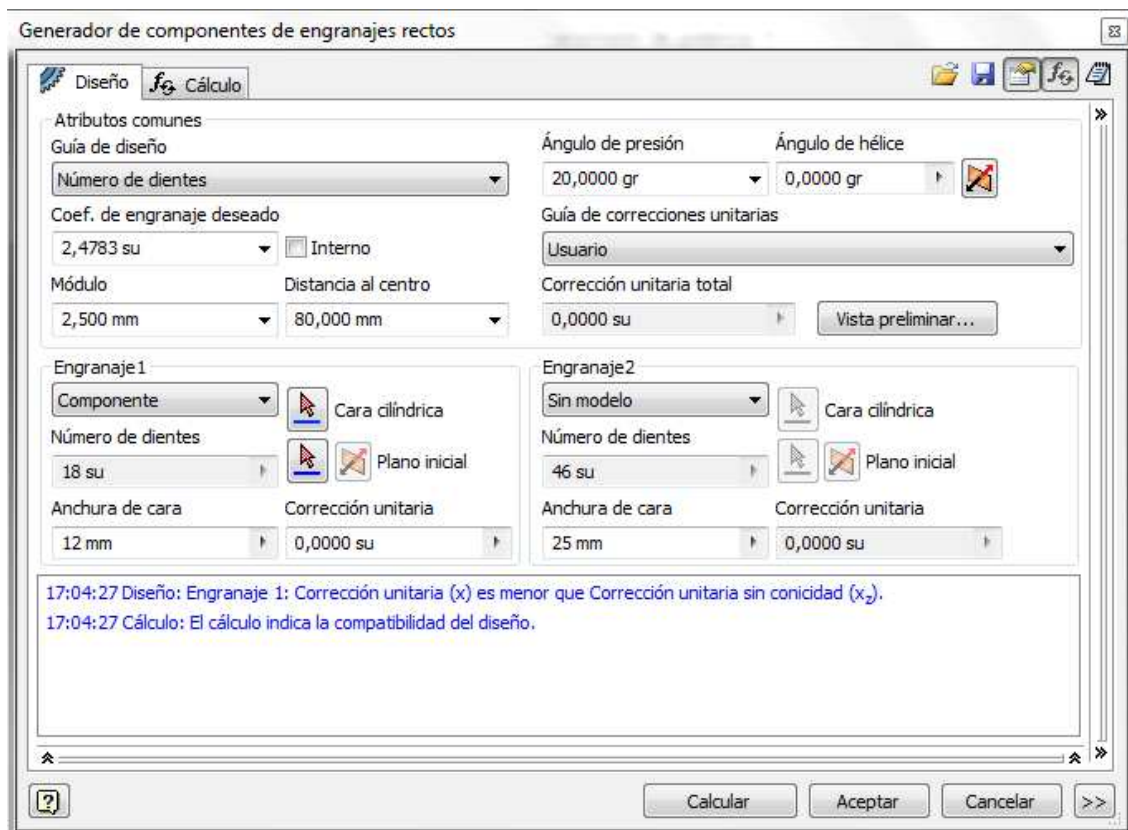 Generador de componentes de engranajes rectos
Diseño
Cálculo
Atributos comunes
Guía de diseño
Ángulo de presión
Ángulo de hélice
Número de dientes
20,0000 gr
0,0000 gr
Coef. de engranaje deseado
Guía de correcciones unitarias
2,4783 su
Interno
Usuario
Módulo
Distancia al centro
Corrección unitaria total
2,500 mm
80,000 mm
0,0000 su
Vista preliminar...
Engranaje1
Componente
Cara cilíndrica
Número de dientes
18 su
Plano inicial
Anchura de cara
Corrección unitaria
12 mm
0,0000 su
Engranaje2
Sin modelo
Cara cilíndrica
Número de dientes
46 su
Plano inicial
Anchura de cara
Corrección unitaria
25 mm
0,0000 su
17:04:27 Diseño: Engranaje 1: Corrección unitaria (x) es menor que Corrección unitaria sin conicidad (xz).
17:04:27 Cálculo: El cálculo indica la compatibilidad del diseño.
Calcular
Aceptar
Cancelar
>>